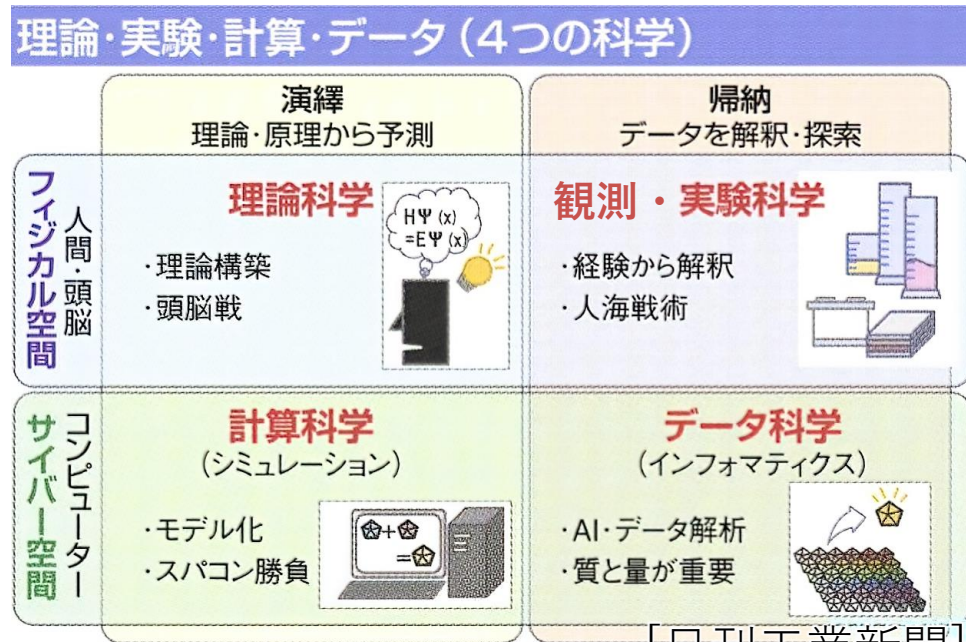 理論・実験・計算・データ(4つの科学)
演繹
理論・原理から予測
帰納
データを解釈・探索
フィジカル空間
人間・頭脳
理論科学
・理論構築
・頭脳戦
HΨ(x)
=EΨ(x)
観測・実験科学
・経験から解釈
・人海戦術
サイバー空間
コンピューター
計算科学
(シミュレーション)
・モデル化
・スパコン勝負
+
=
データ科学
(インフォマティクス)
・AI・データ解析
・質と量が重要
[日刊工業新聞]